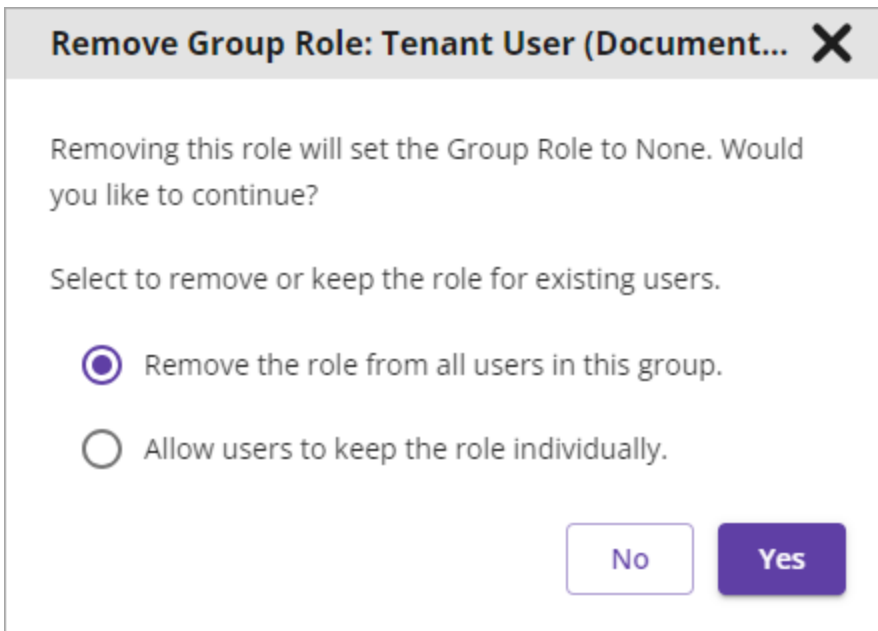 Remove Group Role: Tenant User (Document...
Removing this role will set the Group Role to None. Would
you like to continue?
Select to remove or keep the role for existing users.
Remove the role from all users in this group.
Allow users to keep the role individually.
No
Yes